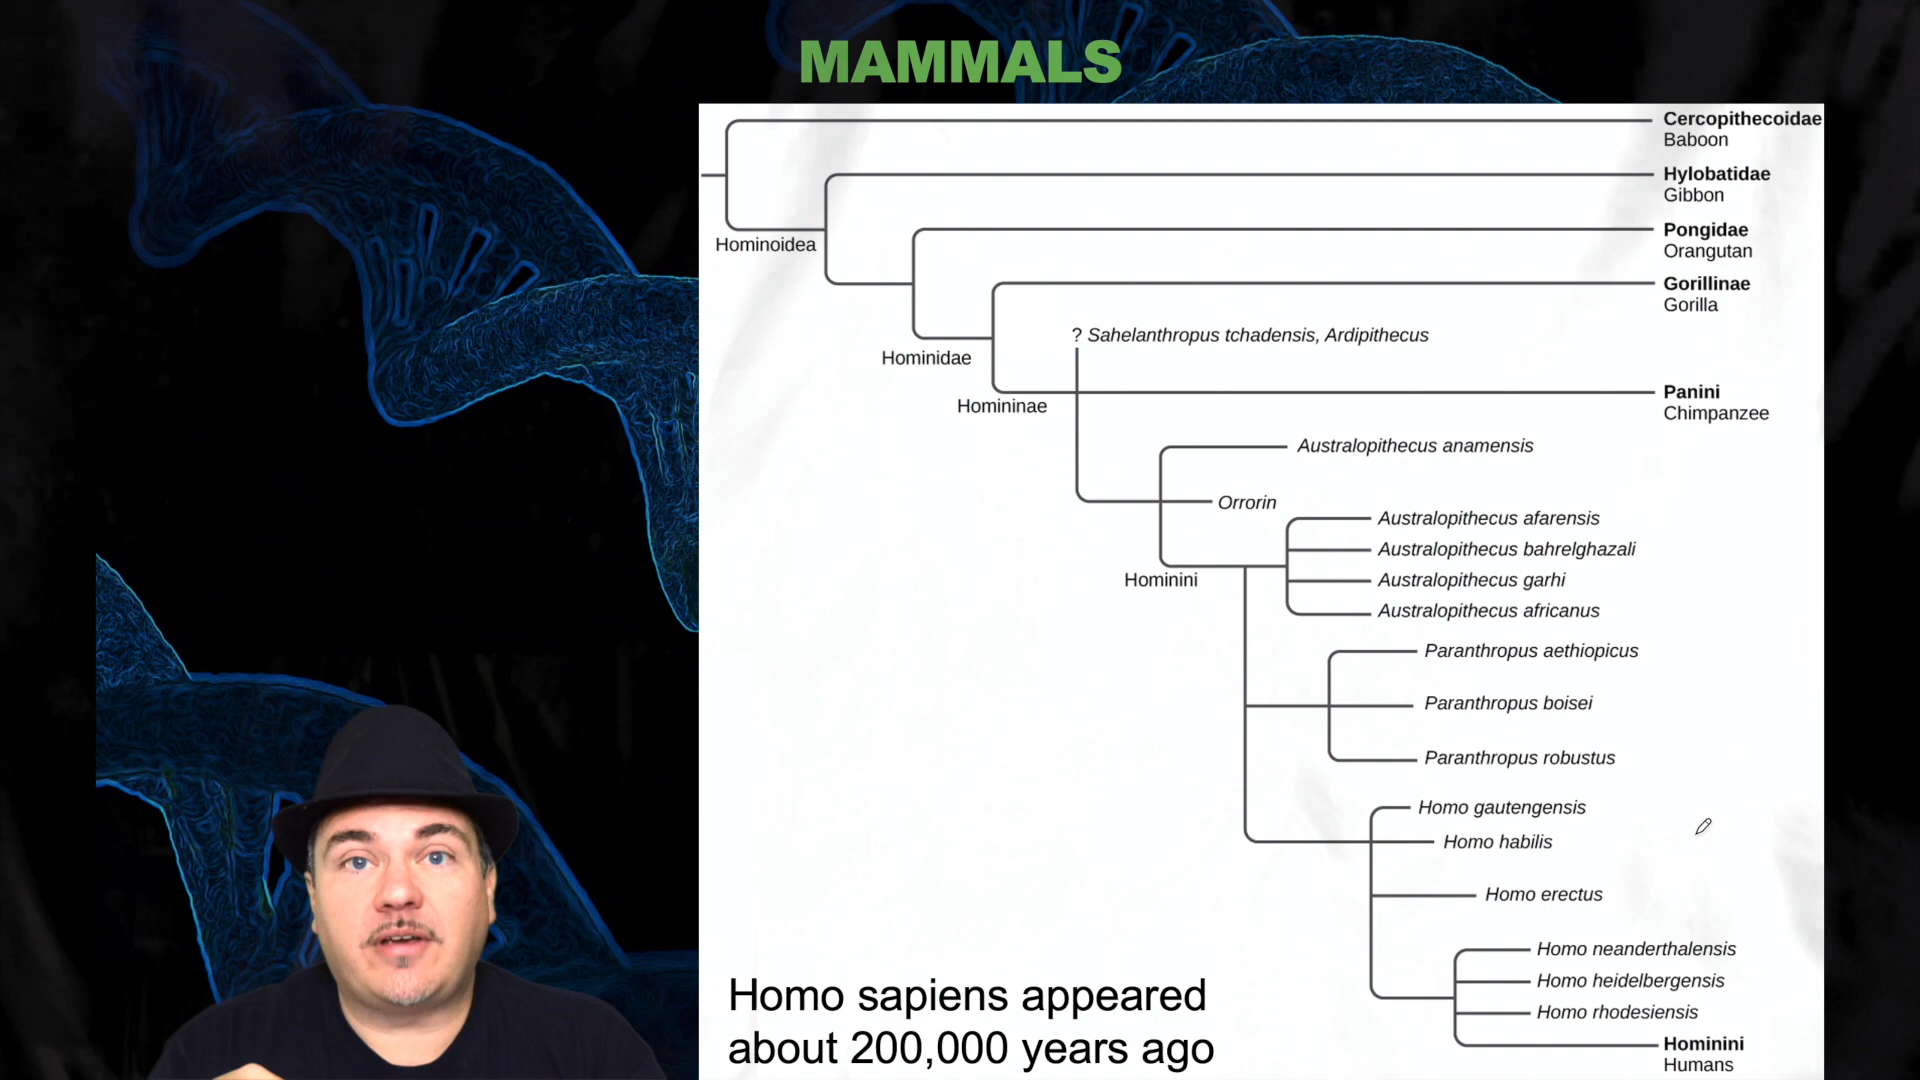 MAMMALS
Cercopithecoidae
Baboon
Hylobatidae
Gibbon
Pongidae
Orangutan
Hominoidea
Gorillinae
Gorilla
? Sahelanthropus tchadensis, Ardipithecus
Hominidae
Panini
Chimpanzee
Homininae
Australopithecus anamensis
Orrorin
Australopithecus afarensis
Australopithecus bahrelghazali
Hominini
Australopithecus garhi
Australopithecus africanus
Paranthropus aethiopicus
Paranthropus boisei
Paranthropus robustus
Homo gautengensis
Homo habilis
Homo erectus
Homo neanderthalensis
Homo heidelbergensis
Homo rhodesiensis
Hominini
Humans
Homo sapiens appeared
about 200,000 years ago